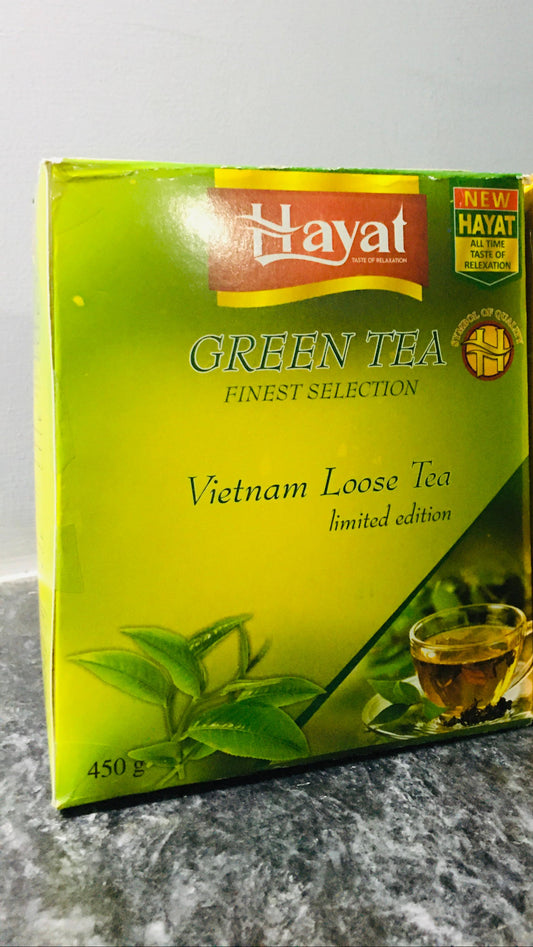 Hayat
TASTE OF RELAXATION
NEW
HAYAT
ALL TIME
TASTE OF
RELAXATION
GREEN TEA
SYMBOL OF QUALITY
FINEST SELECTION
Vietnam Loose Tea
limited edition
450 g